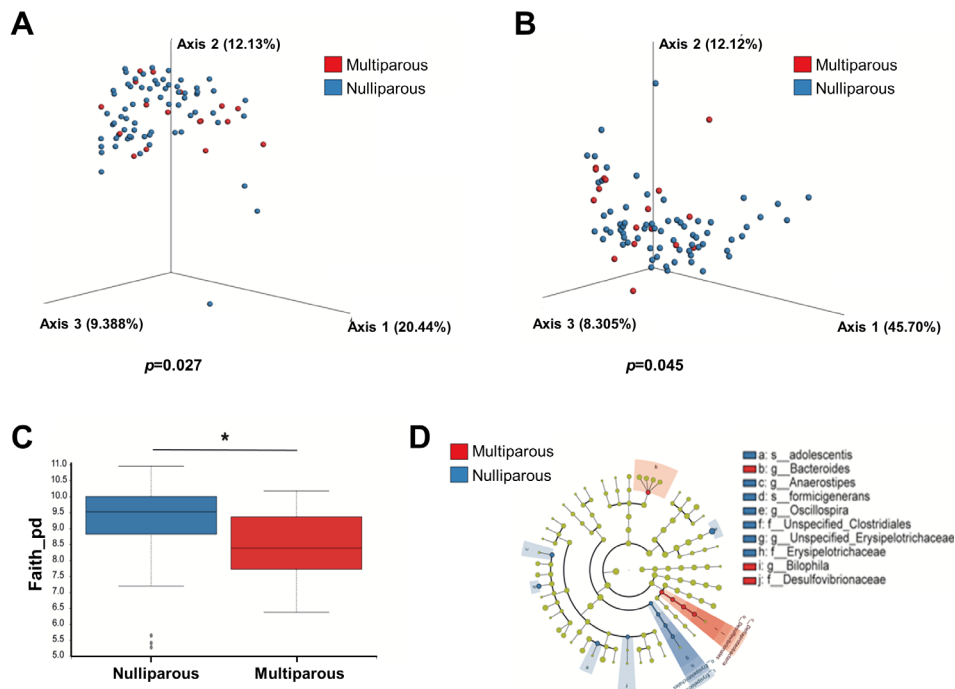 A
Axis 2 (12.13%)
Multiparous
Nulliparous
Axis 3 (9.388%)
Axis 1 (20.44%)
p=0.027
B
Axis 2 (12.12%)
Multiparous
Nulliparous
Axis 3 (8.305%)
Axis 1 (45.70%)
p=0.045
C
*
Faith_pd
11.0
10.5
10.0
9.5
9.0
8.5
8.0
7.5
7.0
6.5
6.0
5.5
5.0
Nulliparous
Multiparous
D
Multiparous
Nulliparous
a: s__adolescentis
b: g__Bacteroides
c: g__Anaerostipes
d: s__formicigenerans
e: g__Oscillospira
f: f__Unspecified_Clostridiales
g: g__Unspecified_Erysipelotrichaceae
h: f__Erysipelotrichaceae
i: g__Bilophila
j: f__Desulfovibrionaceae